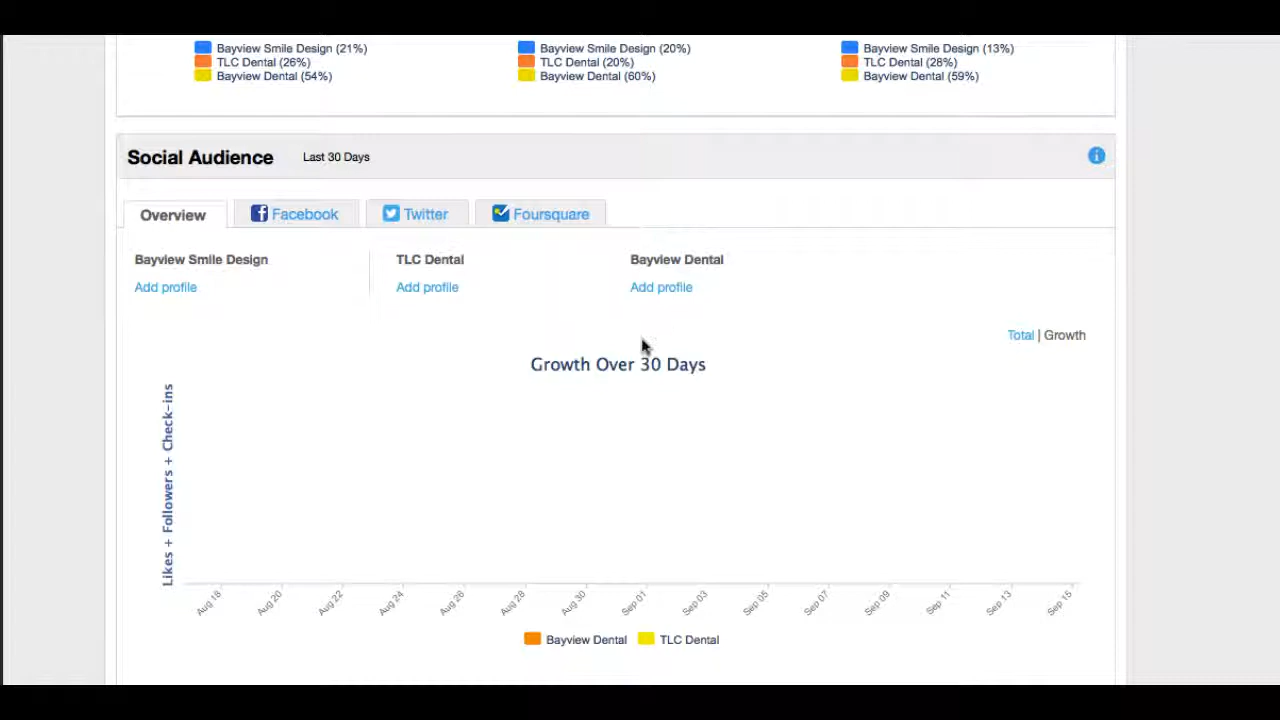 Bayview Smile Design (21%) Bayview Smile Design (20%) Bayview Smile Design (13%)
TLC Dental (26%) TLC Dental (20%) TLC Dental (28%)
Bayview Dental (54%) Bayview Dental (60%) Bayview Dental (59%)
Social Audience Last 30 Days
Overview Facebook Twitter Foursquare
Bayview Smile Design TLC Dental Bayview Dental
Add profile Add profile Add profile
Total | Growth
Growth Over 30 Days
Likes + Followers + Check-ins
Aug 18 Aug 20 Aug 22 Aug 24 Aug 26 Aug 28 Aug 30 Sep 01 Sep 03 Sep 05 Sep 07 Sep 09 Sep 11 Sep 13 Sep 15
Bayview Dental TLC Dental